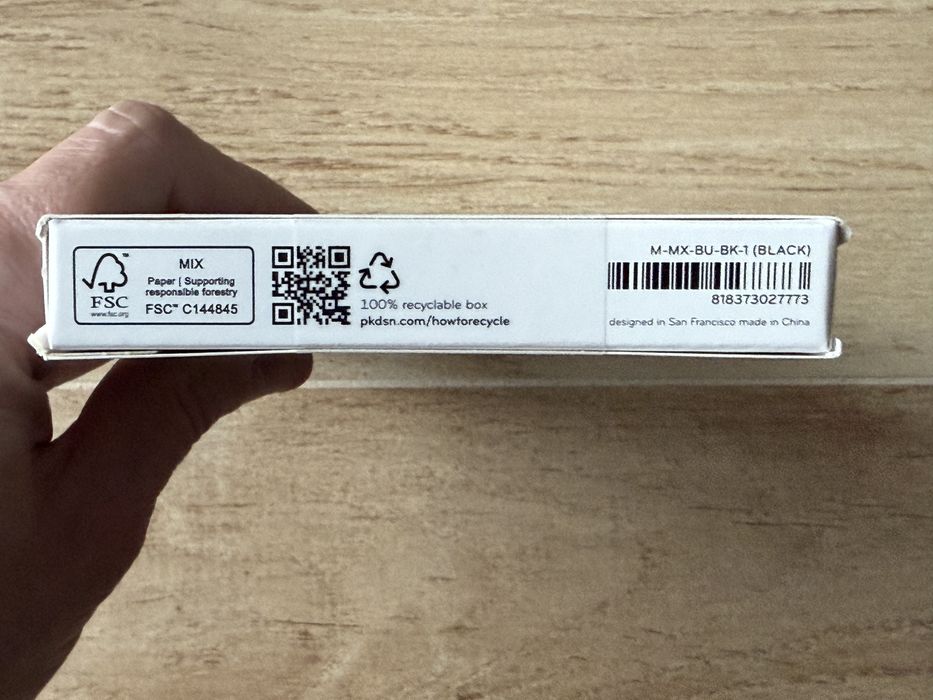 FSC™
www.fsc.org
MIX
Paper | Supporting
responsible forestry
FSC™ C144845
100% recyclable box
pkdsn.com/howtorecycle
M-MX-BU-BK-1 (BLACK)
818373027773
designed in San Francisco made in China